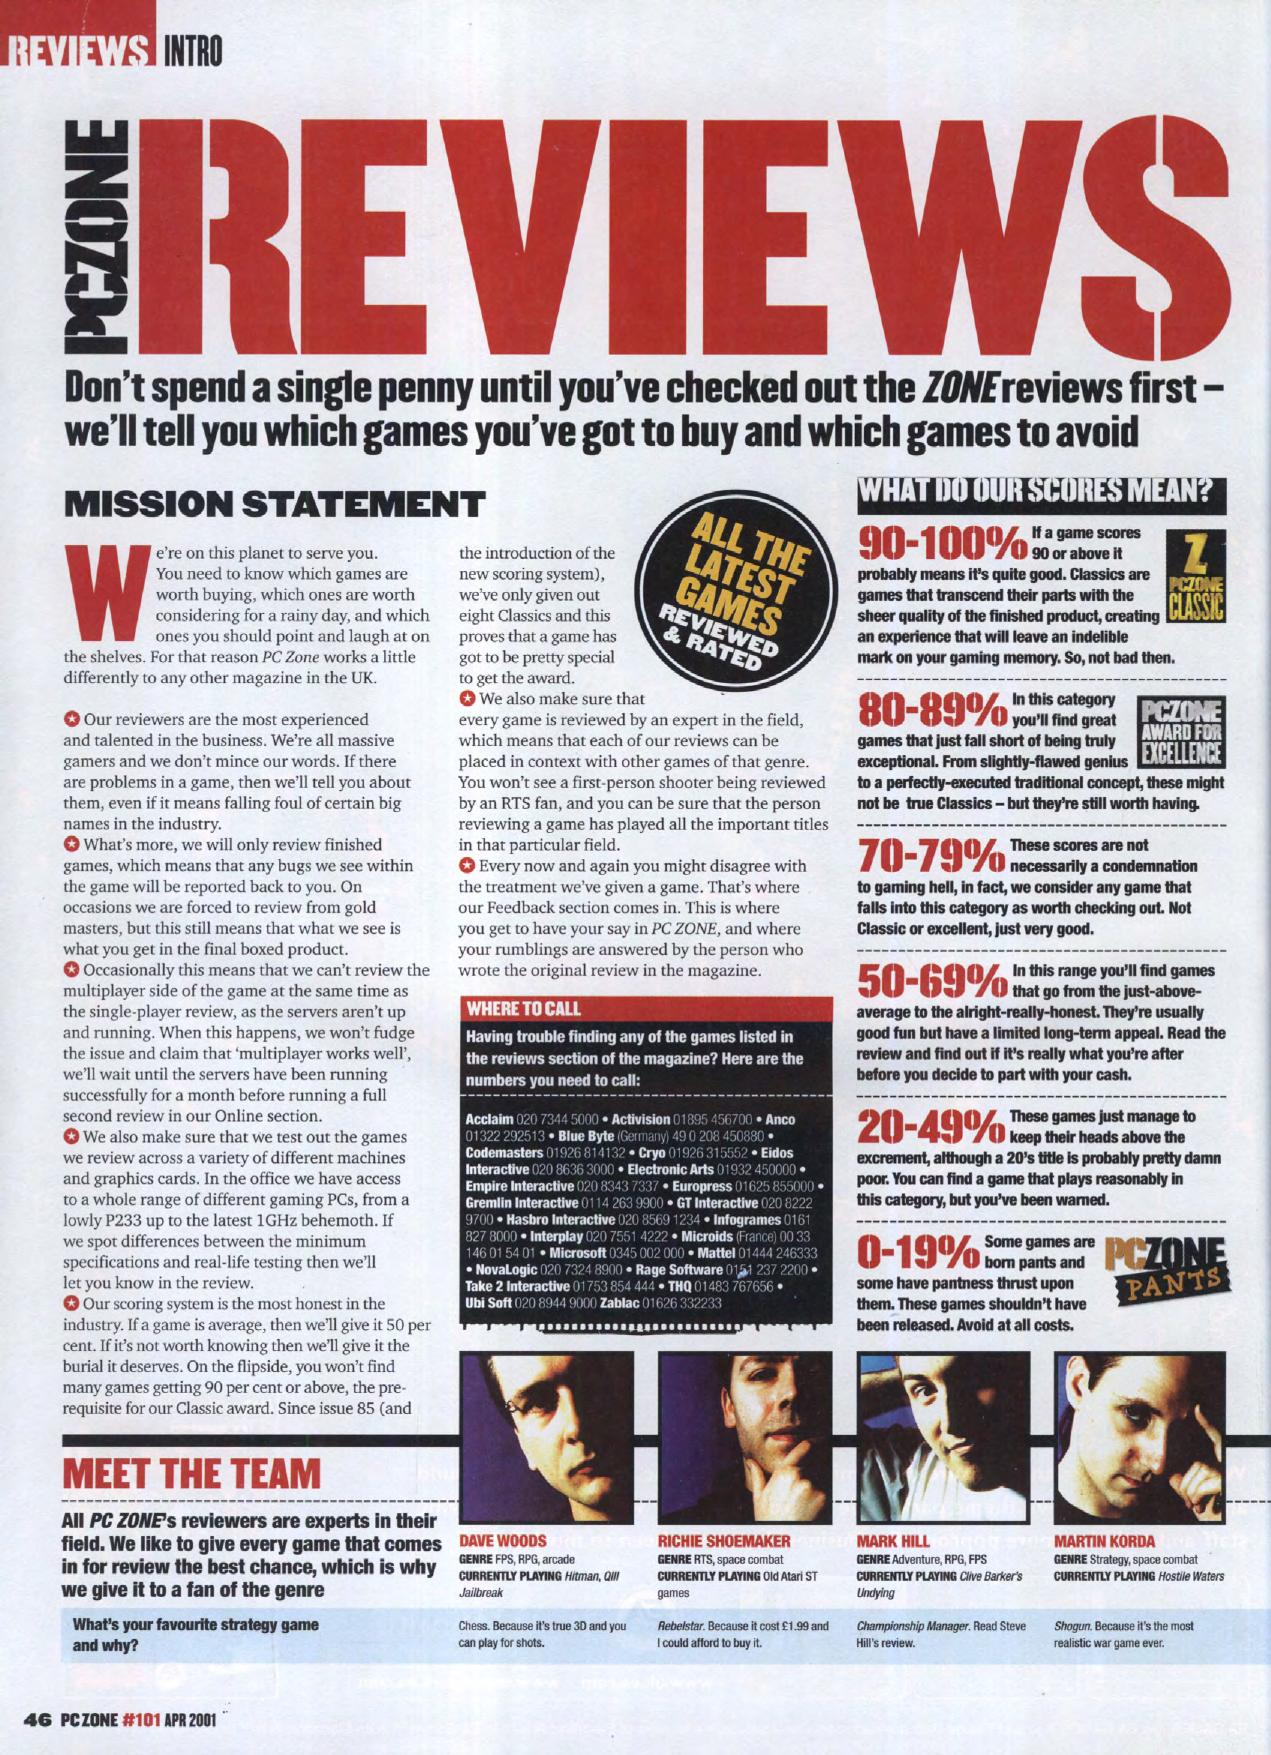 REVIEWS INTRO
PCZONE
REVIEWS
Don't spend a single penny until you've checked out the ZONE reviews first –
we'll tell you which games you've got to buy and which games to avoid
MISSION STATEMENT
We're on this planet to serve you.
You need to know which games are
worth buying, which ones are worth
considering for a rainy day, and which
ones you should point and laugh at on
the shelves. For that reason PC Zone works a little
differently to any other magazine in the UK.
Our reviewers are the most experienced
and talented in the business. We're all massive
gamers and we don't mince our words. If there
are problems in a game, then we'll tell you about
them, even if it means falling foul of certain big
names in the industry.
What's more, we will only review finished
games, which means that any bugs we see within
the game will be reported back to you. On
occasions we are forced to review from gold
masters, but this still means that what we see is
what you get in the final boxed product.
Occasionally this means that we can't review the
multiplayer side of the game at the same time as
the single-player review, as the servers aren't up
and running. When this happens, we won't fudge
the issue and claim that 'multiplayer works well',
we'll wait until the servers have been running
successfully for a month before running a full
second review in our Online section.
We also make sure that we test out the games
we review across a variety of different machines
and graphics cards. In the office we have access
to a whole range of different gaming PCs, from a
lowly P233 up to the latest 1GHz behemoth. If
we spot differences between the minimum
specifications and real-life testing then we'll
let you know in the review.
Our scoring system is the most honest in the
industry. If a game is average, then we'll give it 50 per
cent. If it's not worth knowing then we'll give it the
burial it deserves. On the flipside, you won't find
many games getting 90 per cent or above, the pre-
requisite for our Classic award. Since issue 85 (and
the introduction of the
new scoring system),
we've only given out
eight Classics and this
proves that a game has
got to be pretty special
to get the award.
We also make sure that
every game is reviewed by an expert in the field,
which means that each of our reviews can be
placed in context with other games of that genre.
You won't see a first-person shooter being reviewed
by an RTS fan, and you can be sure that the person
reviewing a game has played all the important titles
in that particular field.
Every now and again you might disagree with
the treatment we've given a game. That's where
our Feedback section comes in. This is where
you get to have your say in PC ZONE, and where
your rumblings are answered by the person who
wrote the original review in the magazine.
ALL THE
LATEST
GAMES
REVIEWED
& RATED
WHERE TO CALL
Having trouble finding any of the games listed in
the reviews section of the magazine? Here are the
numbers you need to call:
Acclaim 020 7344 5000 • Activision 01895 456700 • Anco
01322 292513 • Blue Byte (Germany) 49 0 208 450880 •
Codemasters 01926 814132 • Cryo 01926 315552 • Eidos
Interactive 020 8636 3000 • Electronic Arts 01932 450000 •
Empire Interactive 020 8343 7337 • Europress 01625 855000 •
Gremlin Interactive 0114 263 9900 • GT Interactive 020 8222
9700 • Hasbro Interactive 020 8569 1234 • Infogrames 0161
827 8000 • Interplay 020 7551 4222 • Microids (France) 00 33
146 01 54 01 • Microsoft 0345 002 000 • Mattel 01444 246333
• NovaLogic 020 7324 8900 • Rage Software 0151 237 2200 •
Take 2 Interactive 01753 854 444 • THQ 01483 767656 •
Ubi Soft 020 8944 9000 Zablac 01626 332233
WHAT DO OUR SCORES MEAN?
90-100% If a game scores
90 or above it
probably means it's quite good. Classics are
games that transcend their parts with the
sheer quality of the finished product, creating
an experience that will leave an indelible
mark on your gaming memory. So, not bad then.
Z
PCZONE
CLASSIC
80-89% In this category
you'll find great
games that just fall short of being truly
exceptional. From slightly-flawed genius
to a perfectly-executed traditional concept, these might
not be true Classics – but they're still worth having.
PCZONE
AWARD FOR
EXCELLENCE
70-79% These scores are not
necessarily a condemnation
to gaming hell, in fact, we consider any game that
falls into this category as worth checking out. Not
Classic or excellent, just very good.
50-69% In this range you'll find games
that go from the just-above-
average to the alright-really-honest. They're usually
good fun but have a limited long-term appeal. Read the
review and find out if it's really what you're after
before you decide to part with your cash.
20-49% These games just manage to
keep their heads above the
excrement, although a 20's title is probably pretty damn
poor. You can find a game that plays reasonably in
this category, but you've been warned.
0-19% Some games are
born pants and
some have pantness thrust upon
them. These games shouldn't have
been released. Avoid at all costs.
PCZONE
PANTS
MEET THE TEAM
All PC ZONE's reviewers are experts in their
field. We like to give every game that comes
in for review the best chance, which is why
we give it to a fan of the genre
What's your favourite strategy game
and why?
DAVE WOODS
GENRE FPS, RPG, arcade
CURRENTLY PLAYING Hitman, QIII
Jailbreak
Chess. Because it's true 3D and you
can play for shots.
RICHIE SHOEMAKER
GENRE RTS, space combat
CURRENTLY PLAYING Old Atari ST
games
Rebelstar. Because it cost £1.99 and
I could afford to buy it.
MARK HILL
GENRE Adventure, RPG, FPS
CURRENTLY PLAYING Clive Barker's
Undying
Championship Manager. Read Steve
Hill's review.
MARTIN KORDA
GENRE Strategy, space combat
CURRENTLY PLAYING Hostile Waters
Shogun. Because it's the most
realistic war game ever.
46 PCZONE #101 APR 2001